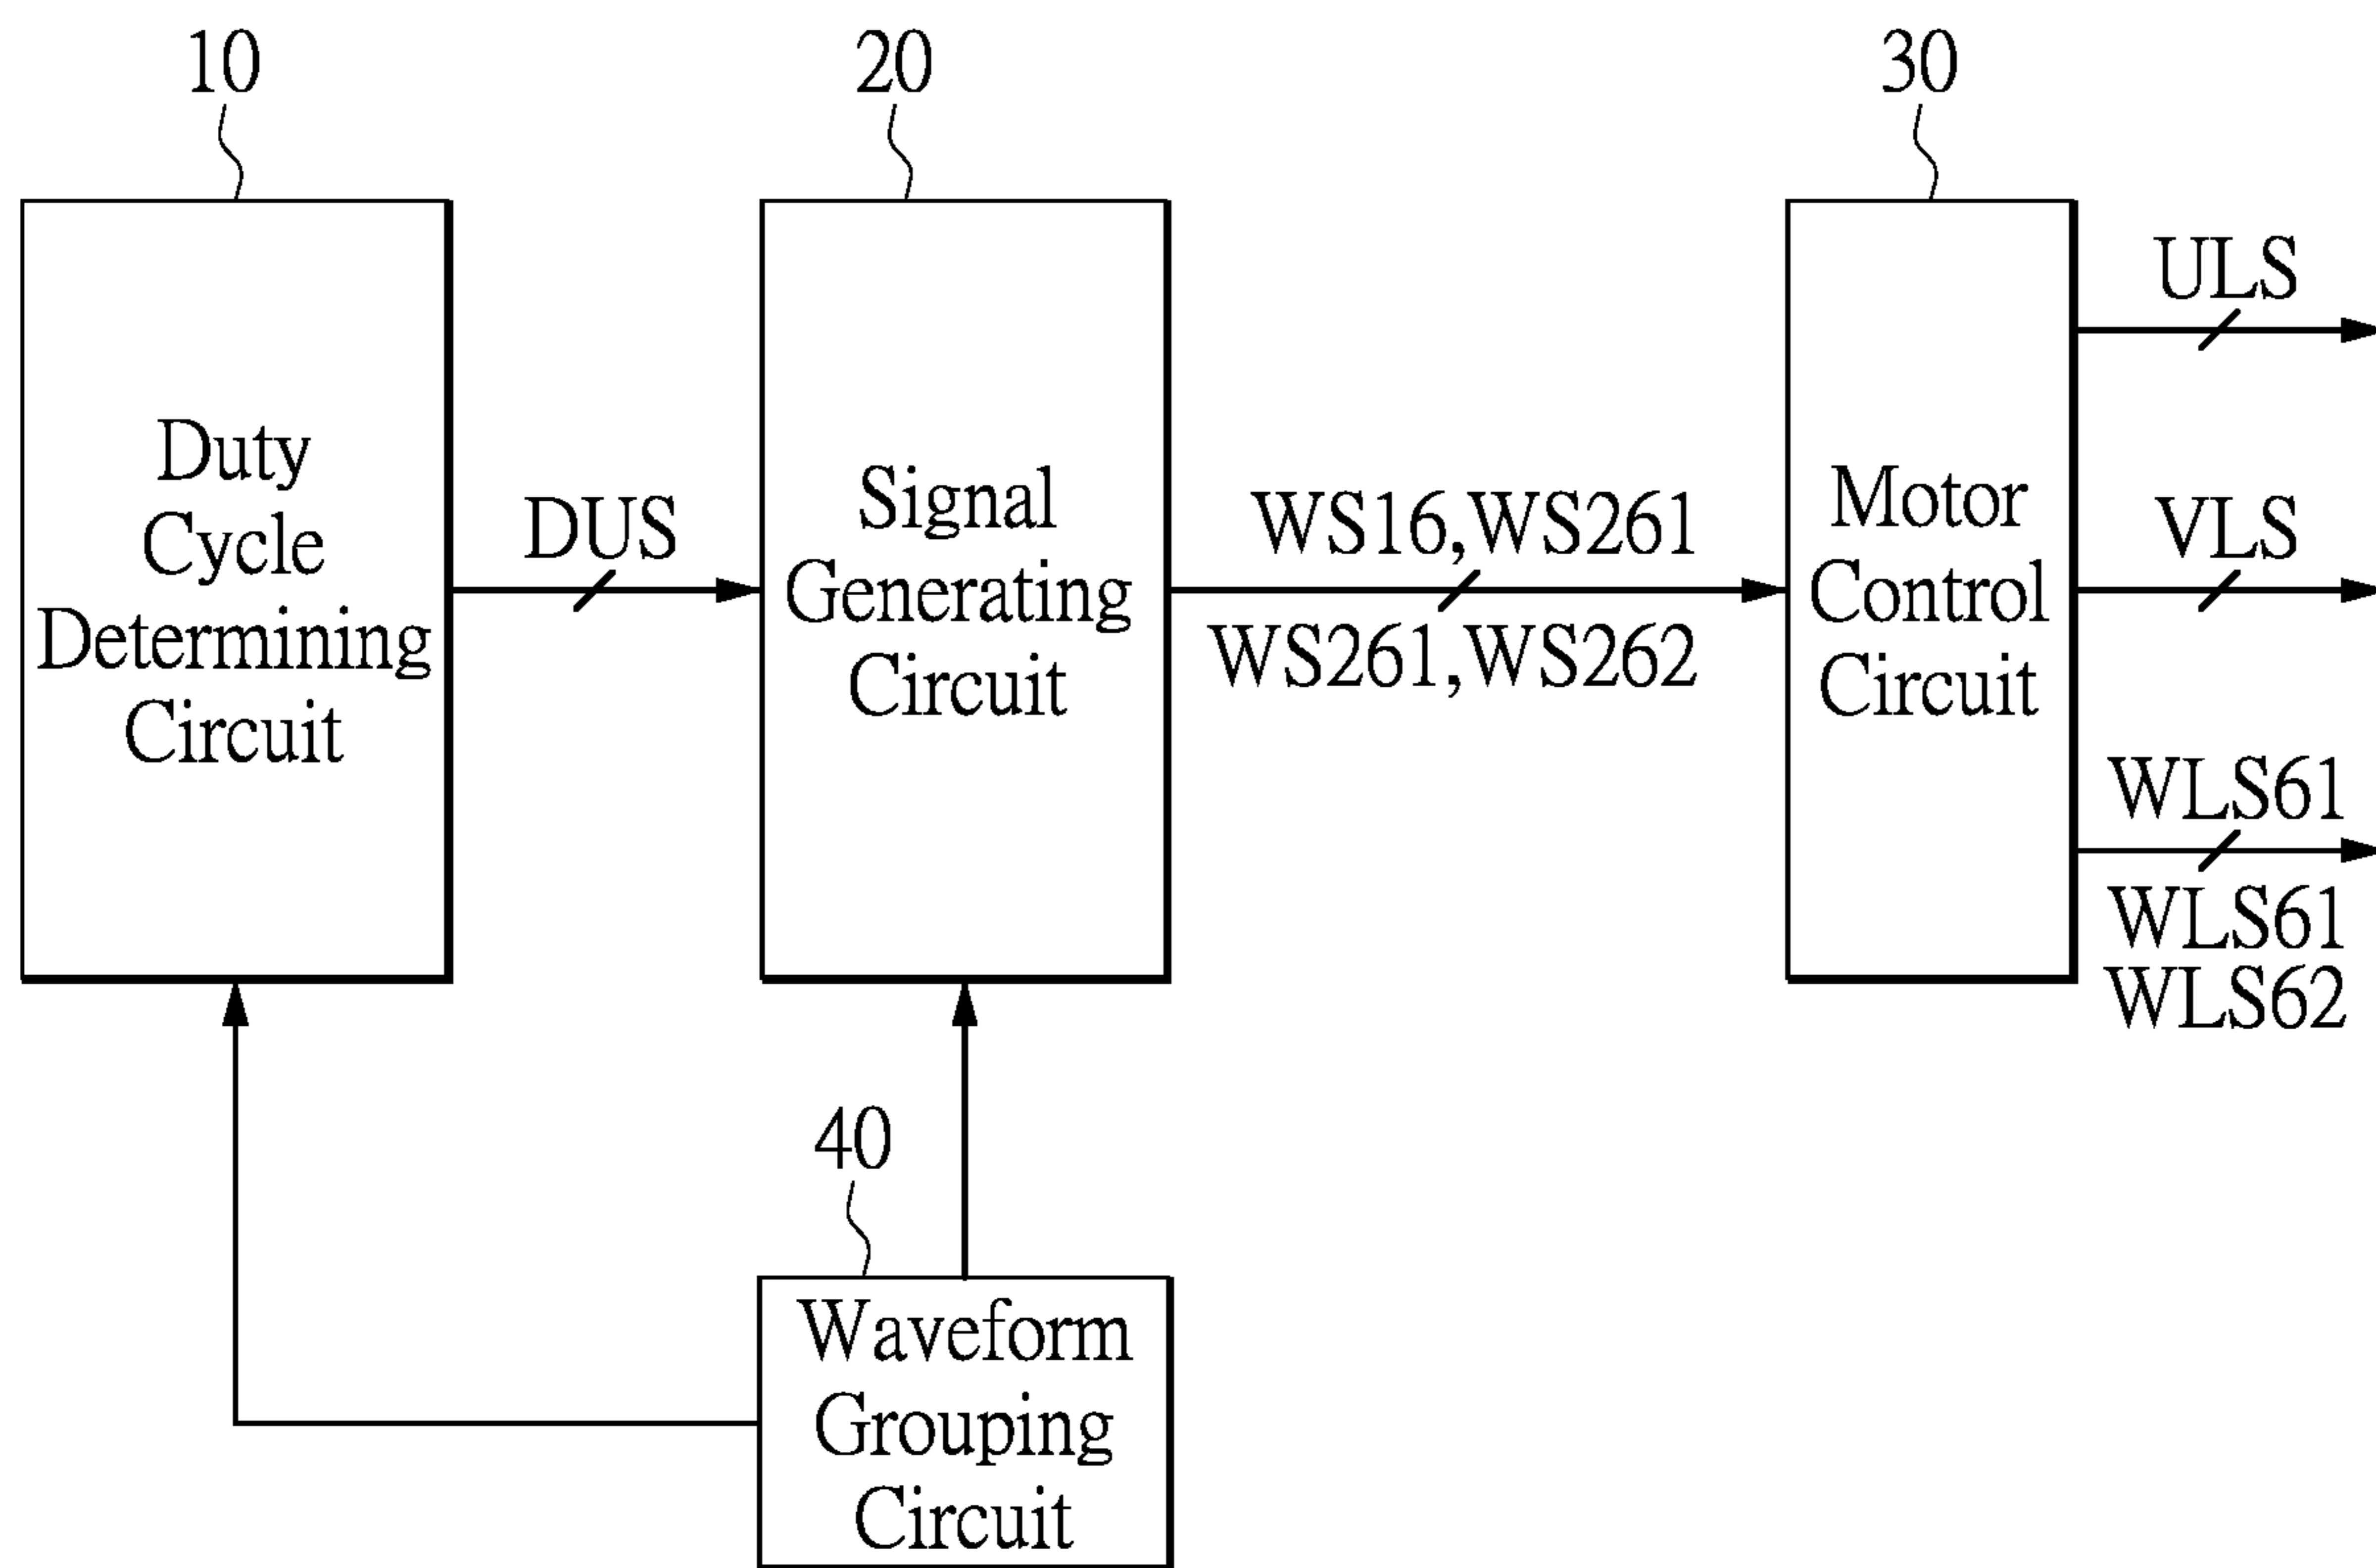 10
20
30
Duty
Cycle
Determining
Circuit
DUS
Signal
Generating
Circuit
WS16,WS261
WS261,WS262
Motor
Control
Circuit
ULS
VLS
WLS61
WLS61
WLS62
40
Waveform
Grouping
Circuit